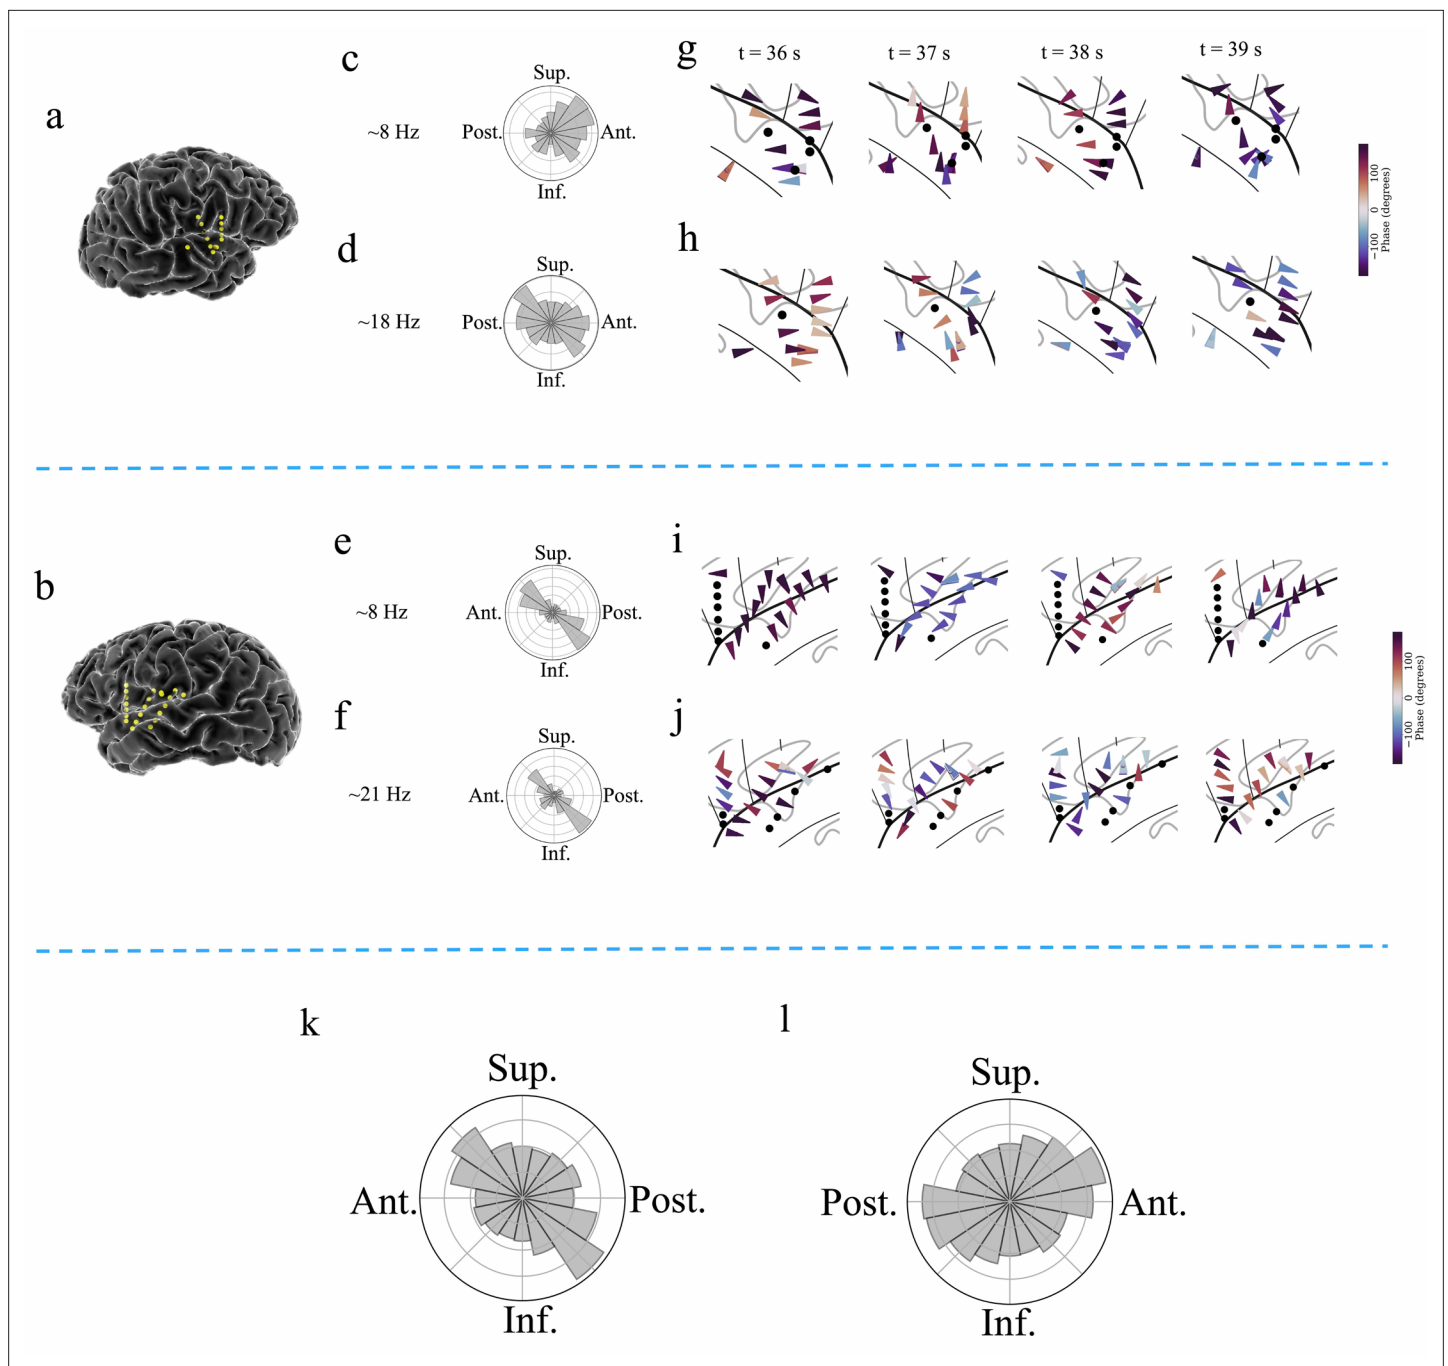 a
c
~8 Hz
Sup.
Post.
Ant.
Inf.
g
t = 36 s
t = 37 s
t = 38 s
t = 39 s
d
~18 Hz
Sup.
Post.
Ant.
Inf.
h
−100 0 100
Phase (degrees)
b
e
~8 Hz
Sup.
Ant.
Post.
Inf.
i
f
~21 Hz
Sup.
Ant.
Post.
Inf.
j
−100 0 100
Phase (degrees)
k
Sup.
Ant.
Post.
Inf.
l
Sup.
Post.
Ant.
Inf.